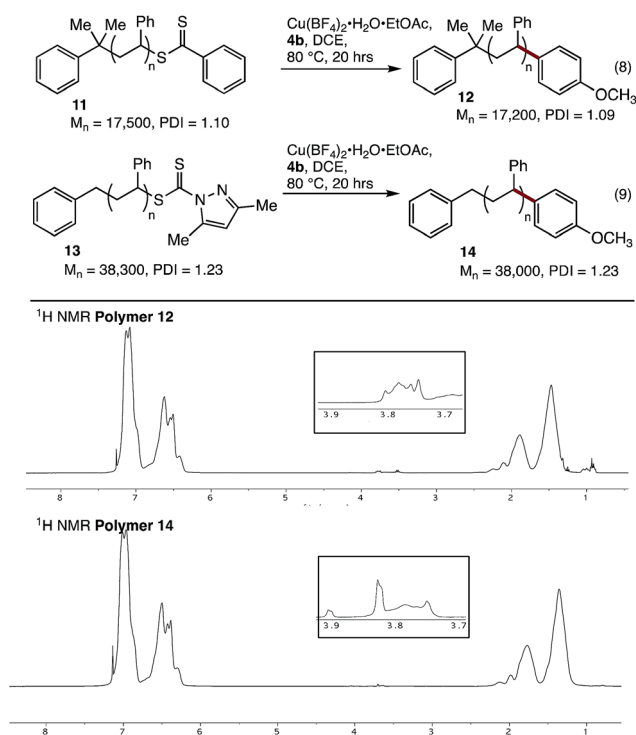 Me Me Ph S
n S
11
Mn = 17,500, PDI = 1.10
Cu(BF4)2•H2O•EtOAc,
4b, DCE,
80 °C, 20 hrs
Me Me Ph
n
OCH3
12
Mn = 17,200, PDI = 1.09
(8)
Ph S
n S N N Me
Me
13
Mn = 38,300, PDI = 1.23
Cu(BF4)2•H2O•EtOAc,
4b, DCE,
80 °C, 20 hrs
Ph
n
OCH3
14
Mn = 38,000, PDI = 1.23
(9)
1H NMR Polymer 12
3.9 3.8 3.7
8 7 6 5 4 3 2 1
1H NMR Polymer 14
3.9 3.8 3.7
8 7 6 5 4 3 2 1